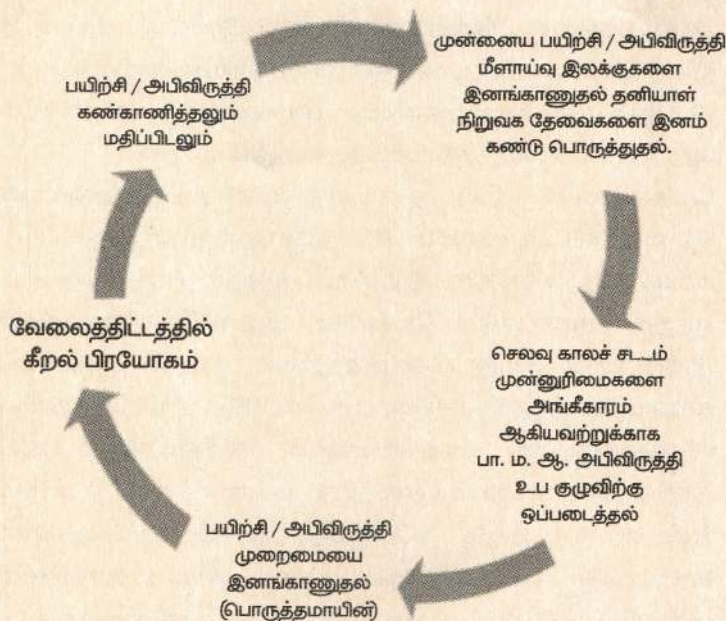 முன்னைய பயிற்சி / அபிவிருத்தி
மீளாய்வு இலக்குகளை
இனங்காணுதல் தனியாள்
நிறுவக தேவைகளை இனம்
கண்டு பொருத்துதல்.
செலவு காலச் சடடம்
முன்னுரிமைகளை
அங்கீகாரம்
ஆகியவற்றுக்காக
பா. ம. ஆ. அபிவிருத்தி
உப குழுவிற்கு
ஒப்படைத்தல்
பயிற்சி / அபிவிருத்தி
முறைமையை
இனங்காணுதல்
(பொருத்தமாயின்)
வேலைத்திட்டத்தில்
கீறல் பிரயோகம்
பயிற்சி / அபிவிருத்தி
கண்காணித்தலும்
மதிப்பிடலும்